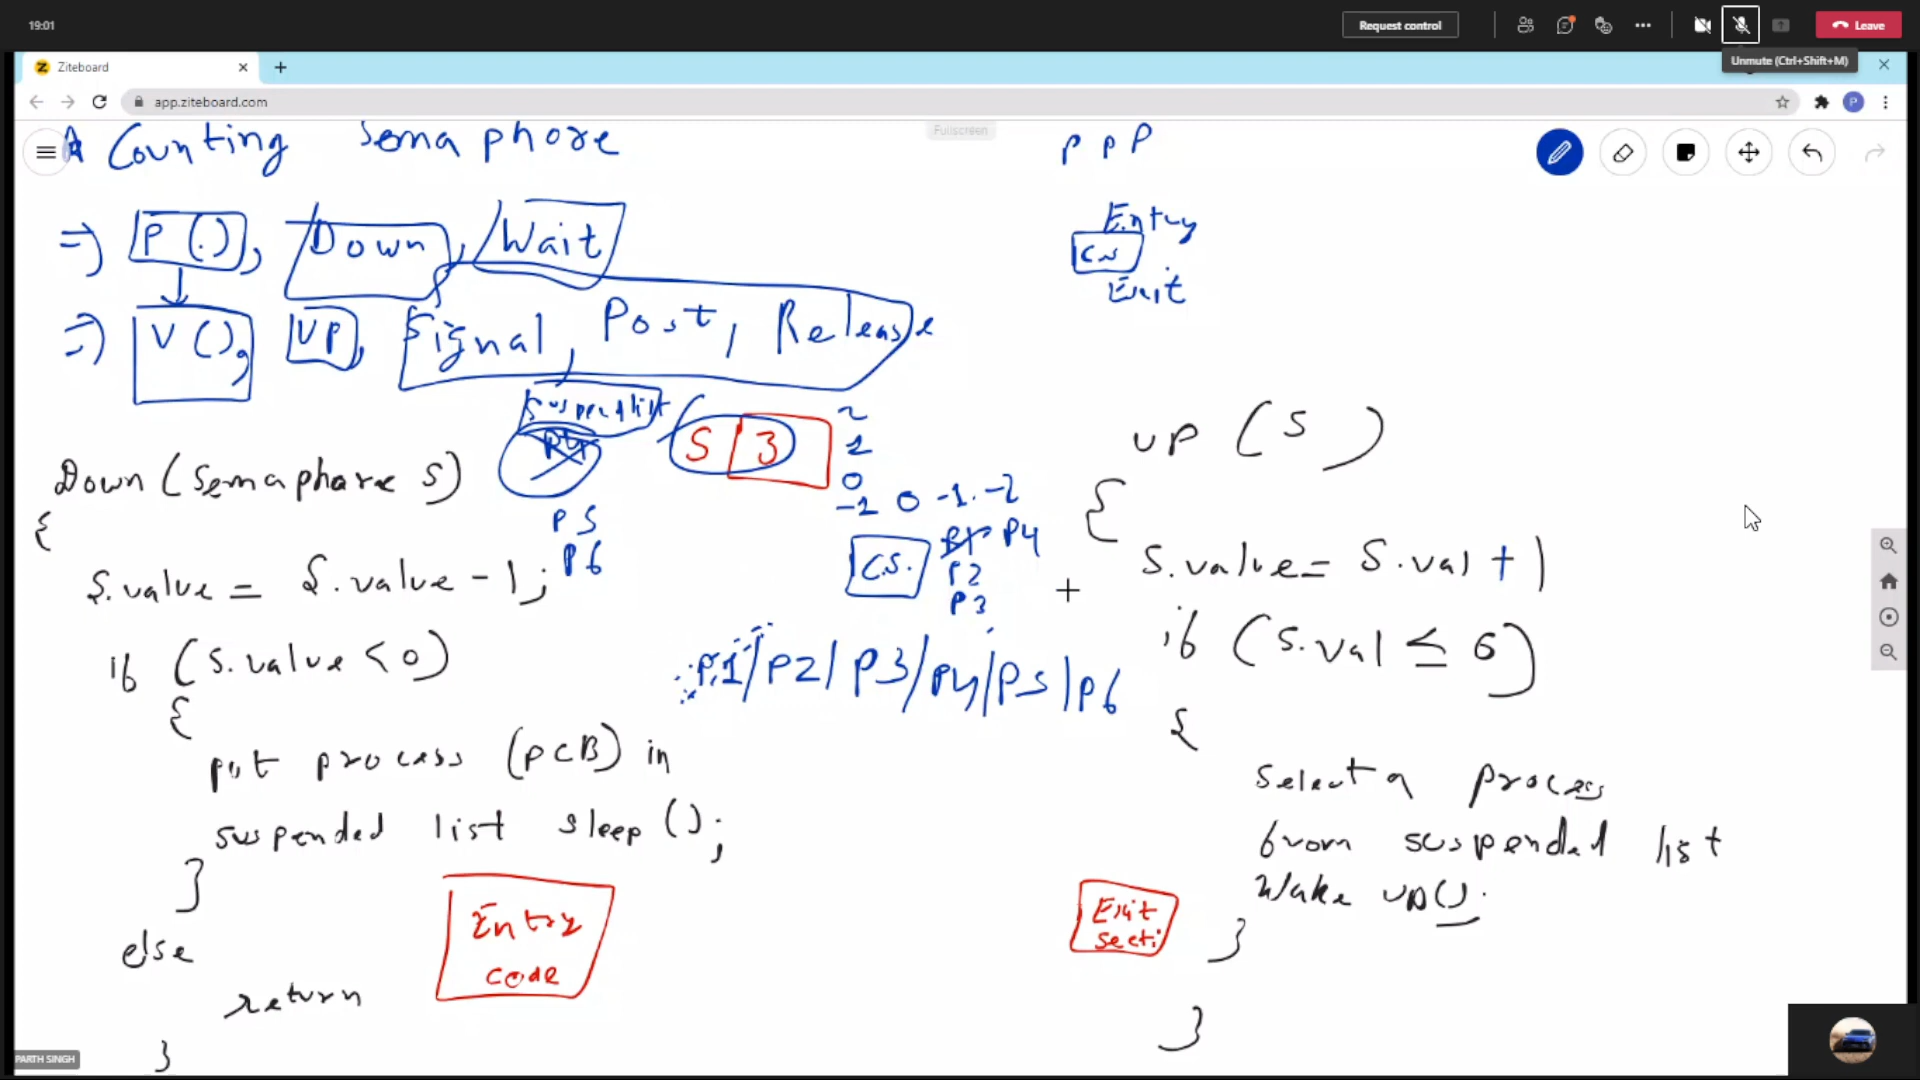 19:01
Request control
Leave
Unmute (Ctrl+Shift+M)
Ziteboard
app.ziteboard.com
Fullscreen
Counting Semaphore
P P P
=) P (.), Down, Wait
Entry
C.S
Exit
=) V (), UP, Signal, Post, Release
Suspend list
S 3
2
1
0
-1 0 -1 -2
P5
P6
C.S. P1 P4
P2
P3
P1/P2/P3/P4/P5/P6
Down (Semaphore S)
{
S.value = S.value - 1;
if (S.value < 0)
{
put process (PCB) in
suspended list sleep ();
}
else
return
}
Entry
code
UP (S)
{
S.value = S.val + 1
if (S.val ≤ 0)
{
Select a process
from suspended list
Wake up();
}
}
Exit
secti
PARTH SINGH